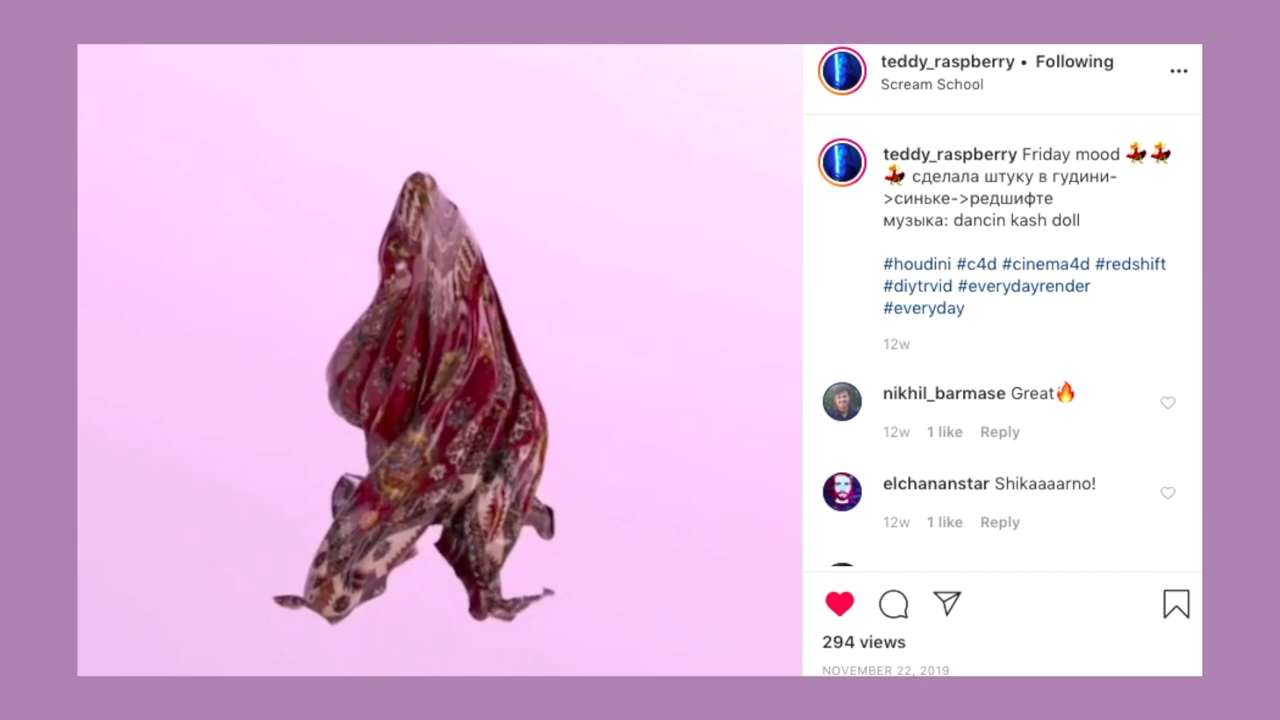 teddy_raspberry • Following
Scream School
teddy_raspberry Friday mood 💃💃
💃 сделала штуку в гудини-
>синьке->редшифте
музыка: dancin kash doll
#houdini #c4d #cinema4d #redshift
#diytrvid #everydayrender
#everyday
12w
nikhil_barmase Great🔥
12w 1 like Reply
elchananstar Shikaaaarno!
12w 1 like Reply
294 views
NOVEMBER 22, 2019